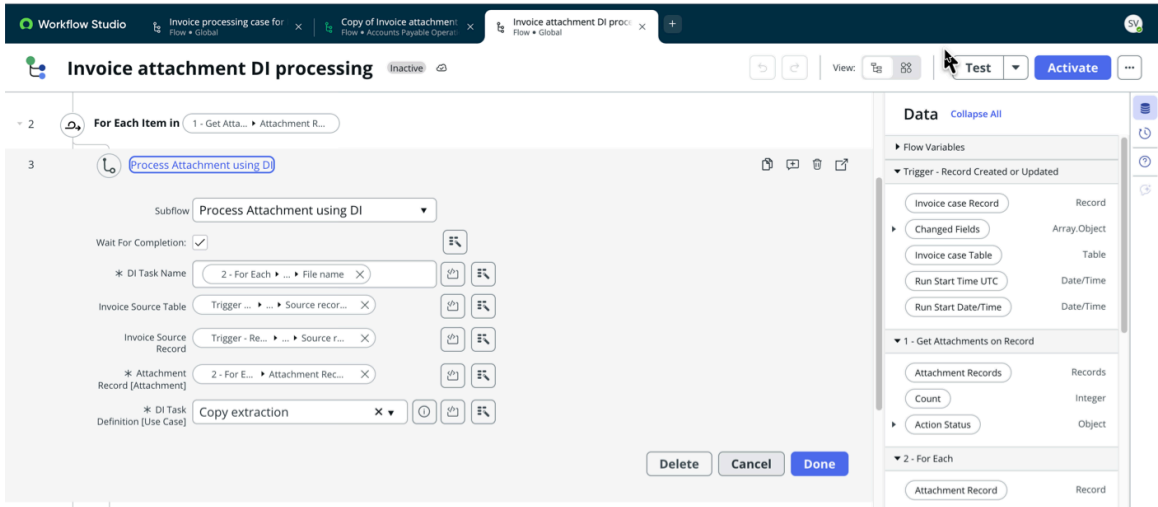 Workflow Studio
Invoice processing case for
Flow • Global
Copy of Invoice attachment
Flow • Accounts Payable Operati
Invoice attachment DI proce
Flow • Global
SV
Invoice attachment DI processing
Inactive
View:
Test
Activate
2
For Each Item in
1 - Get Atta... ▸ Attachment R...
3
Process Attachment using DI
Subflow
Process Attachment using DI
Wait For Completion:
DI Task Name
2 - For Each ▸ ... ▸ File name
Invoice Source Table
Trigger ... ▸ ... ▸ Source recor...
Invoice Source
Record
Trigger - Re... ▸ ... ▸ Source r...
Attachment
Record [Attachment]
2 - For E... ▸ Attachment Rec...
DI Task
Definition [Use Case]
Copy extraction
Delete
Cancel
Done
Data
Collapse All
Flow Variables
Trigger - Record Created or Updated
Invoice case Record
Record
Changed Fields
Array.Object
Invoice case Table
Table
Run Start Time UTC
Date/Time
Run Start Date/Time
Date/Time
1 - Get Attachments on Record
Attachment Records
Records
Count
Integer
Action Status
Object
2 - For Each
Attachment Record
Record